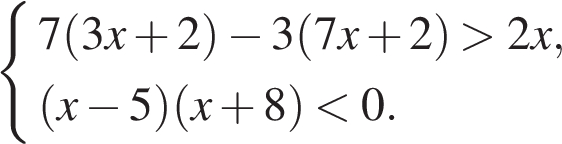 7(3x + 2) − 3(7x + 2) > 2x,
(x − 5)(x + 8) < 0.